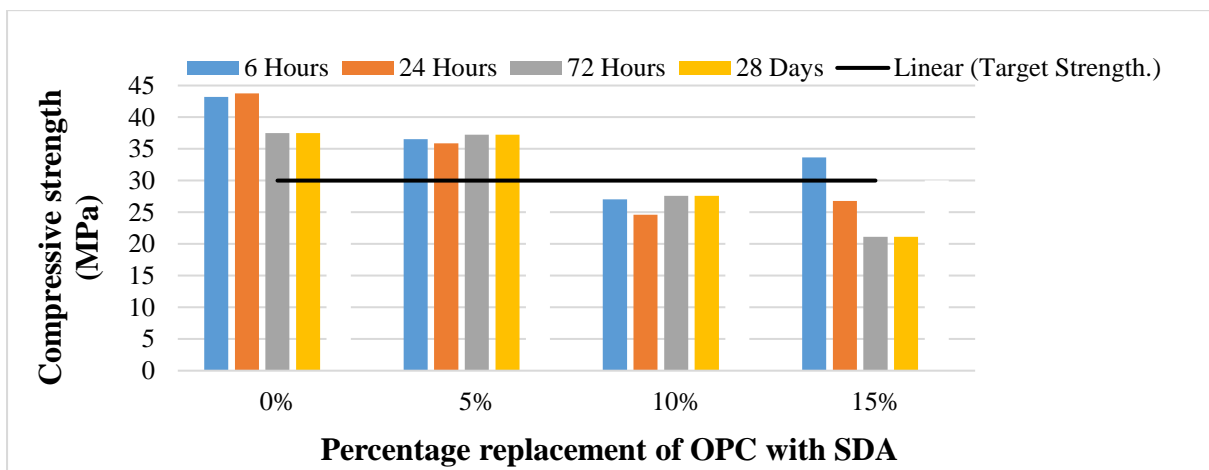 6 Hours 24 Hours 72 Hours 28 Days Linear (Target Strength.)
45
40
35
30
25
20
15
10
5
0
Compressive strength
(MPa)
0% 5% 10% 15%
Percentage replacement of OPC with SDA